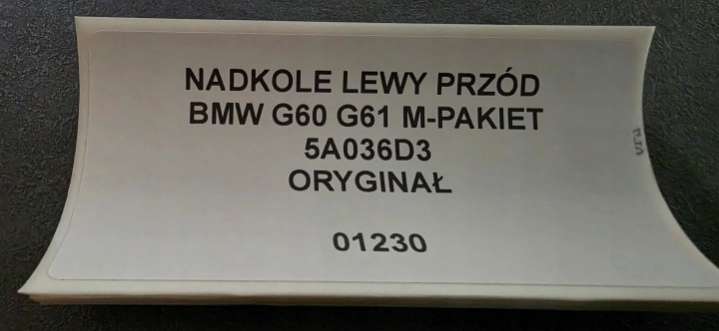 NADKOLE LEWY PRZÓD
BMW G60 G61 M-PAKIET
5A036D3
ORYGINAŁ
01230